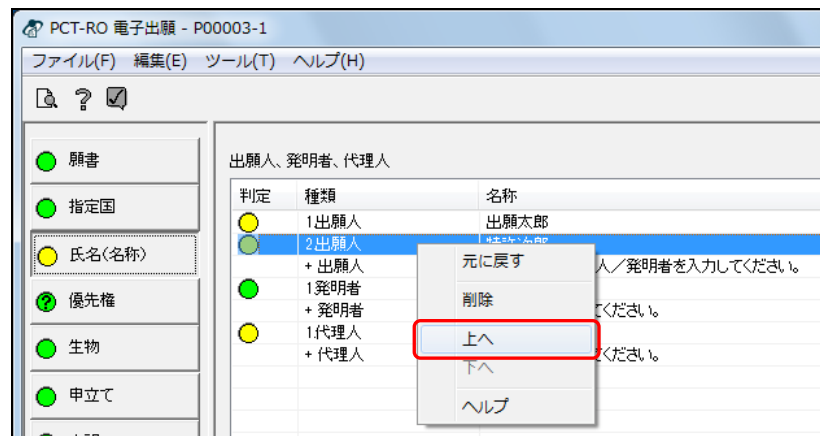 PCT-RO 電子出願 - P00003-1
ファイル(F) 編集(E) ツール(T) ヘルプ(H)
願書
指定国
氏名(名称)
優先権
生物
申立て
出願人、発明者、代理人
判定 種類 名称
1出願人 出願太郎
2出願人 特許次郎
+ 出願人 人／発明者を入力してください。
1発明者
+ 発明者 てください。
1代理人
+ 代理人 てください。
元に戻す
削除
上へ
下へ
ヘルプ